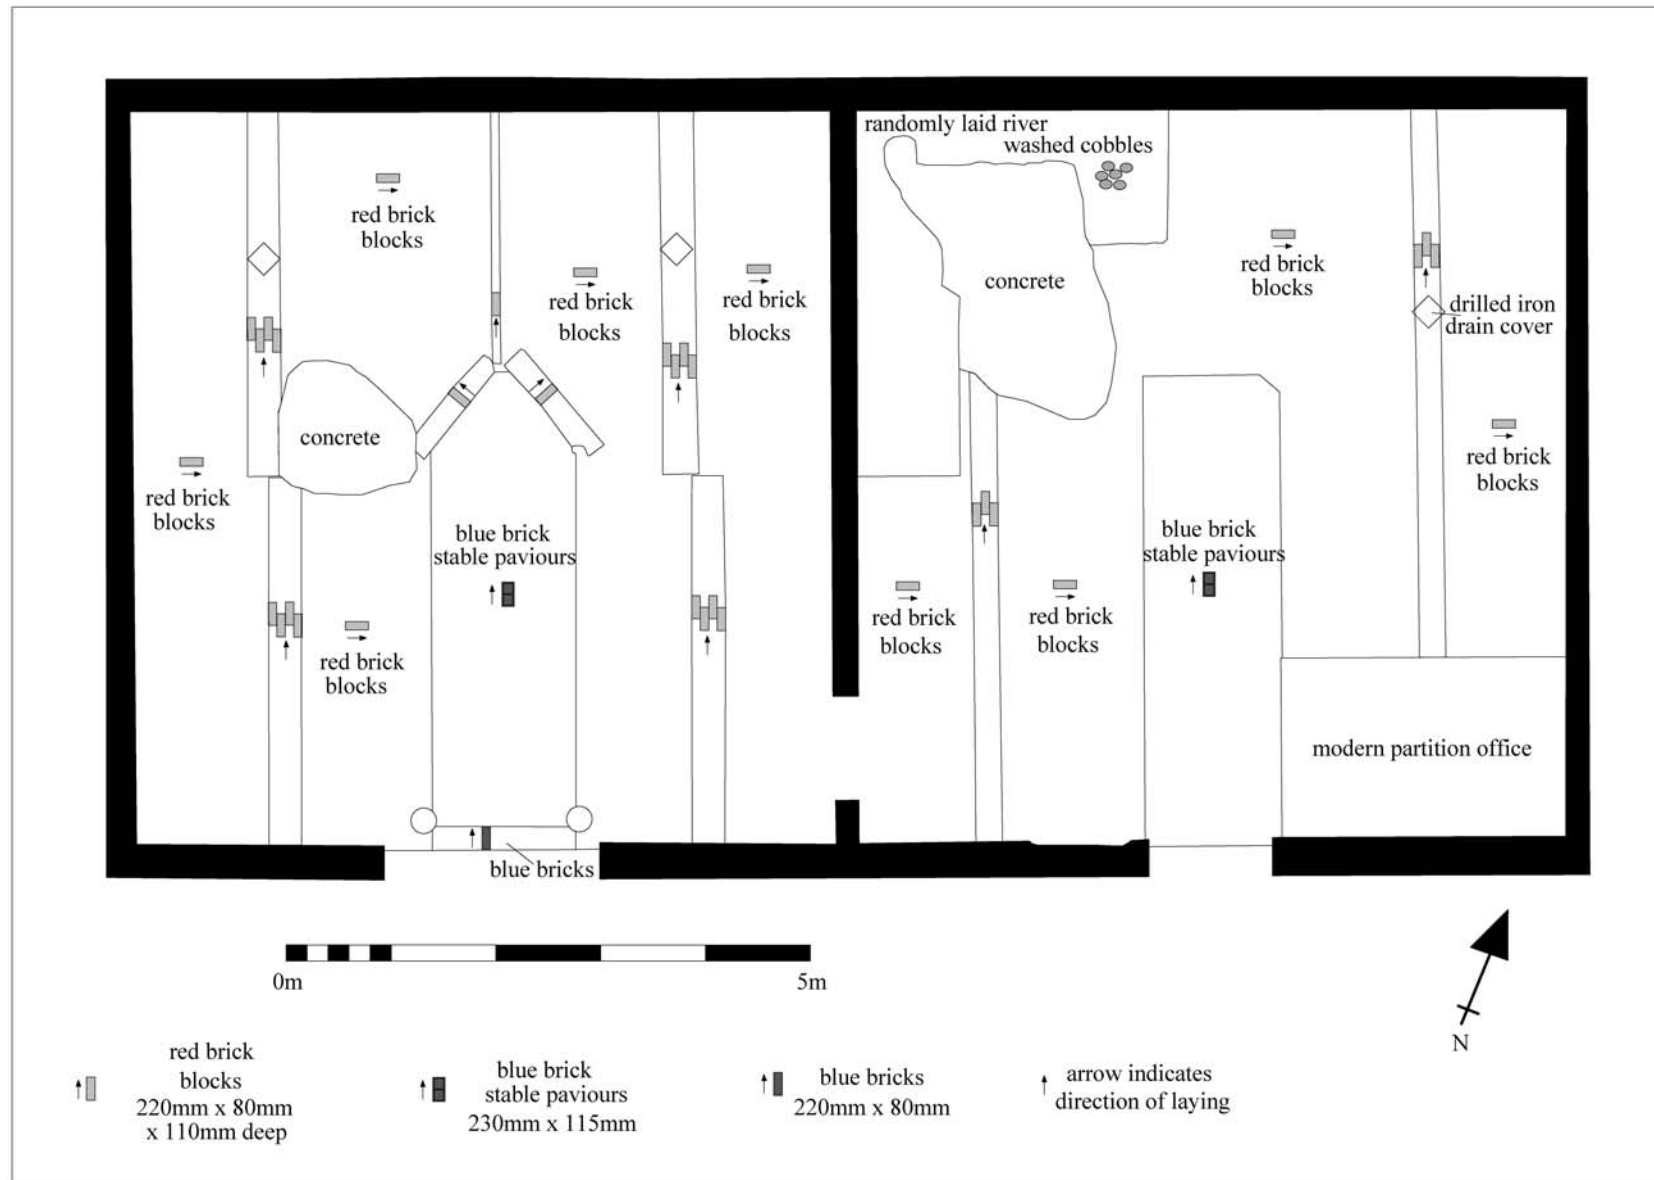 randomly laid river
washed cobbles
red brick
blocks
red brick
blocks
red brick
blocks
red brick
blocks
concrete
drilled iron
drain cover
concrete
red brick
blocks
red brick
blocks
blue brick
stable paviours
blue brick
stable paviours
red brick
blocks
red brick
blocks
red brick
blocks
modern partition office
blue bricks
0m
5m
N
red brick
blocks
220mm x 80mm
x 110mm deep
blue brick
stable paviours
230mm x 115mm
blue bricks
220mm x 80mm
arrow indicates
direction of laying